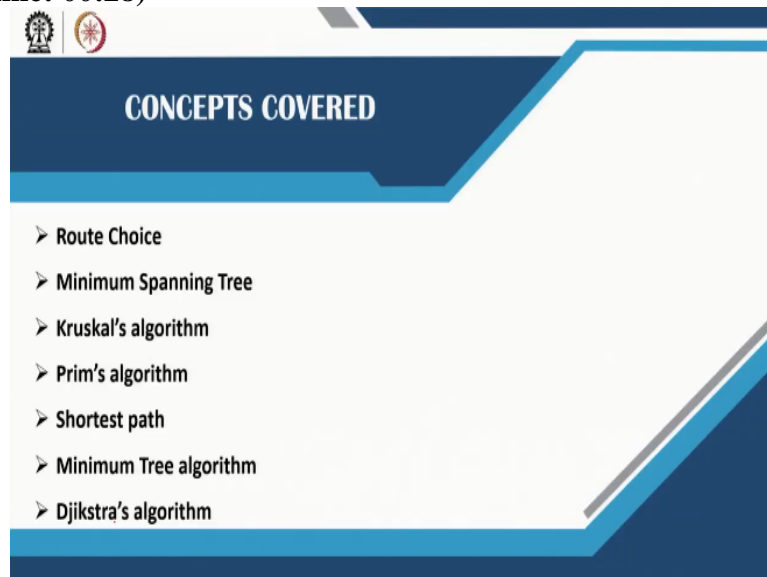 CONCEPTS COVERED
➤ Route Choice
➤ Minimum Spanning Tree
➤ Kruskal's algorithm
➤ Prim's algorithm
➤ Shortest path
➤ Minimum Tree algorithm
➤ Djikstra's algorithm